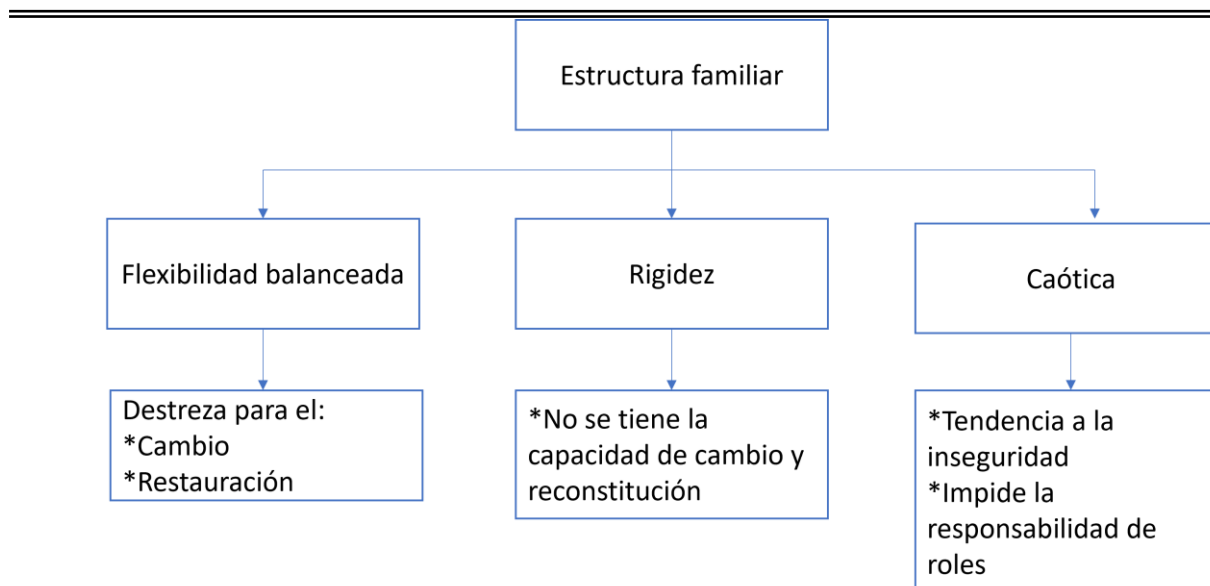 Estructura familiar
Flexibilidad balanceada
Rigidez
Caótica
Destreza para el:
*Cambio
*Restauración
*No se tiene la
capacidad de cambio y
reconstitución
*Tendencia a la
inseguridad
*Impide la
responsabilidad de
roles